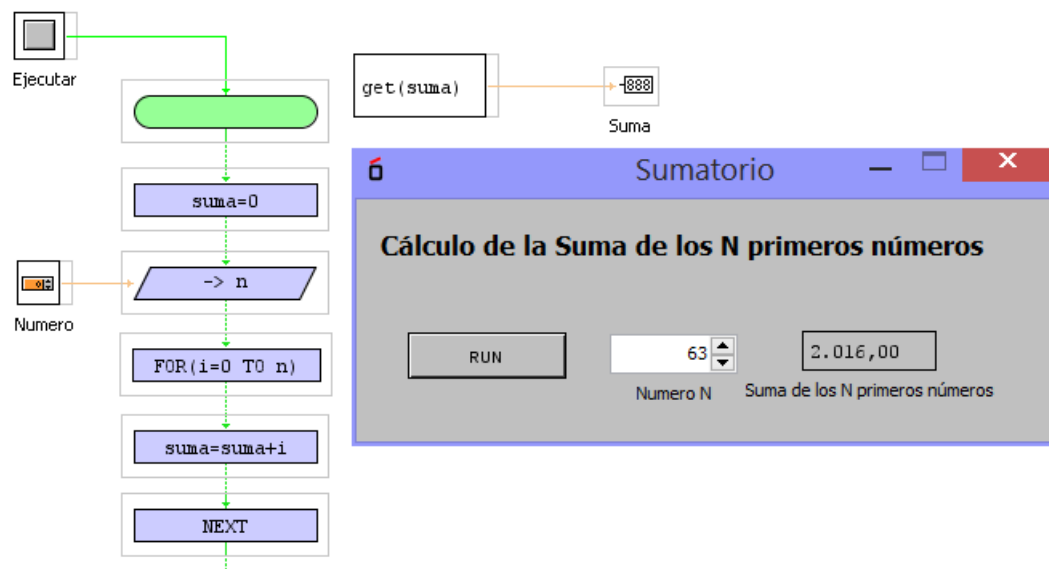 Ejecutar
suma=0
-> n
Numero
FOR(i=0 TO n)
suma=suma+i
NEXT
get(suma)
-888
Suma
ó
Sumatorio
Cálculo de la Suma de los N primeros números
RUN
63
2.016,00
Numero N
Suma de los N primeros números